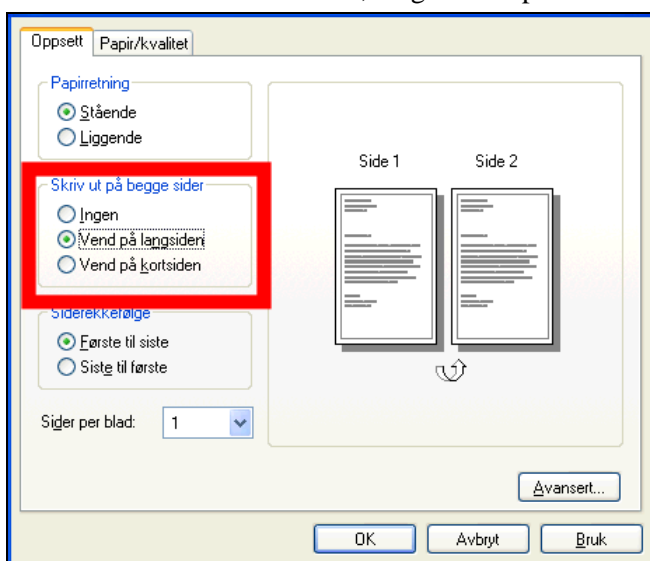 Oppsett Papir/kvalitet
Papirretning
Stående
Liggende
Side 1 Side 2
Skriv ut på begge sider
Ingen
Vend på langsiden
Vend på kortsiden
Siderekkefølge
Første til siste
Siste til første
Sider per blad: 1
Avansert...
OK Avbryt Bruk